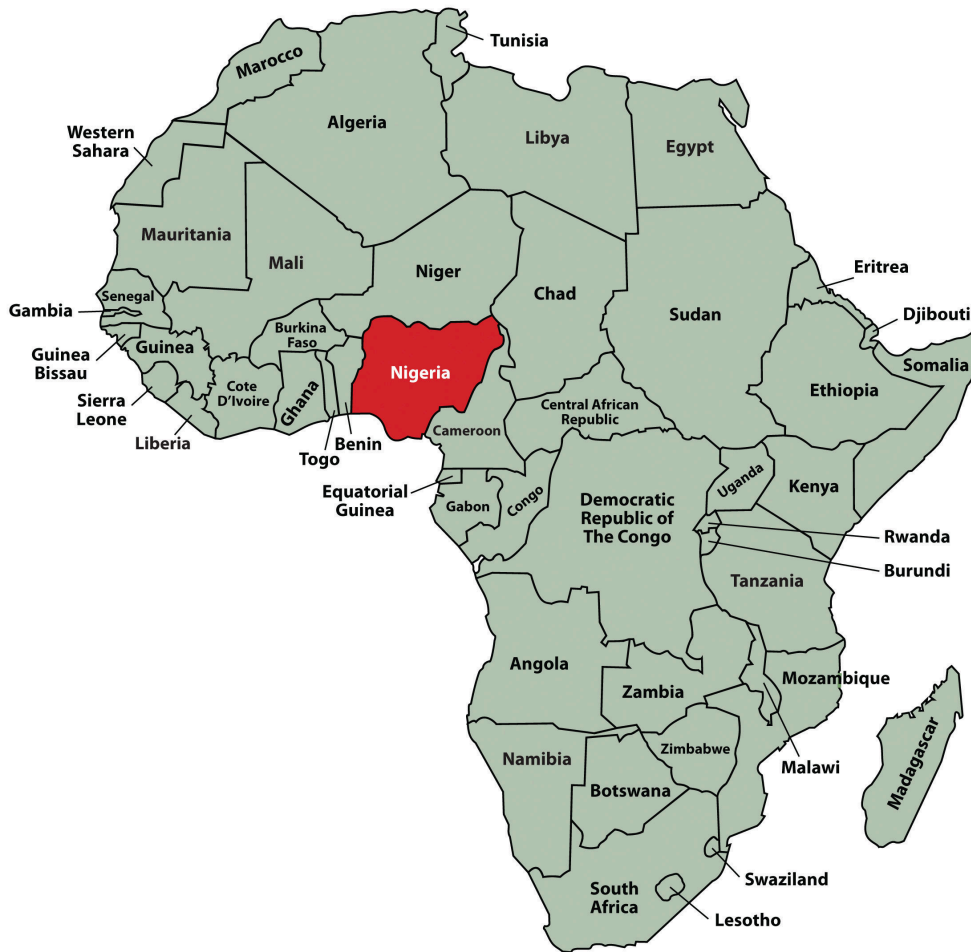 Tunisia
Marocco
Algeria
Libya
Egypt
Western
Sahara
Mauritania
Mali
Niger
Chad
Sudan
Eritrea
Djibouti
Somalia
Senegal
Gambia
Guinea
Bissau
Guinea
Sierra
Leone
Liberia
Cote
D'Ivoire
Burkina
Faso
Ghana
Togo
Benin
Nigeria
Cameroon
Central African
Republic
Ethiopia
Equatorial
Guinea
Gabon
Congo
Democratic
Republic of
The Congo
Uganda
Kenya
Rwanda
Burundi
Tanzania
Angola
Zambia
Mozambique
Malawi
Namibia
Zimbabwe
Botswana
Madagascar
Swaziland
South
Africa
Lesotho